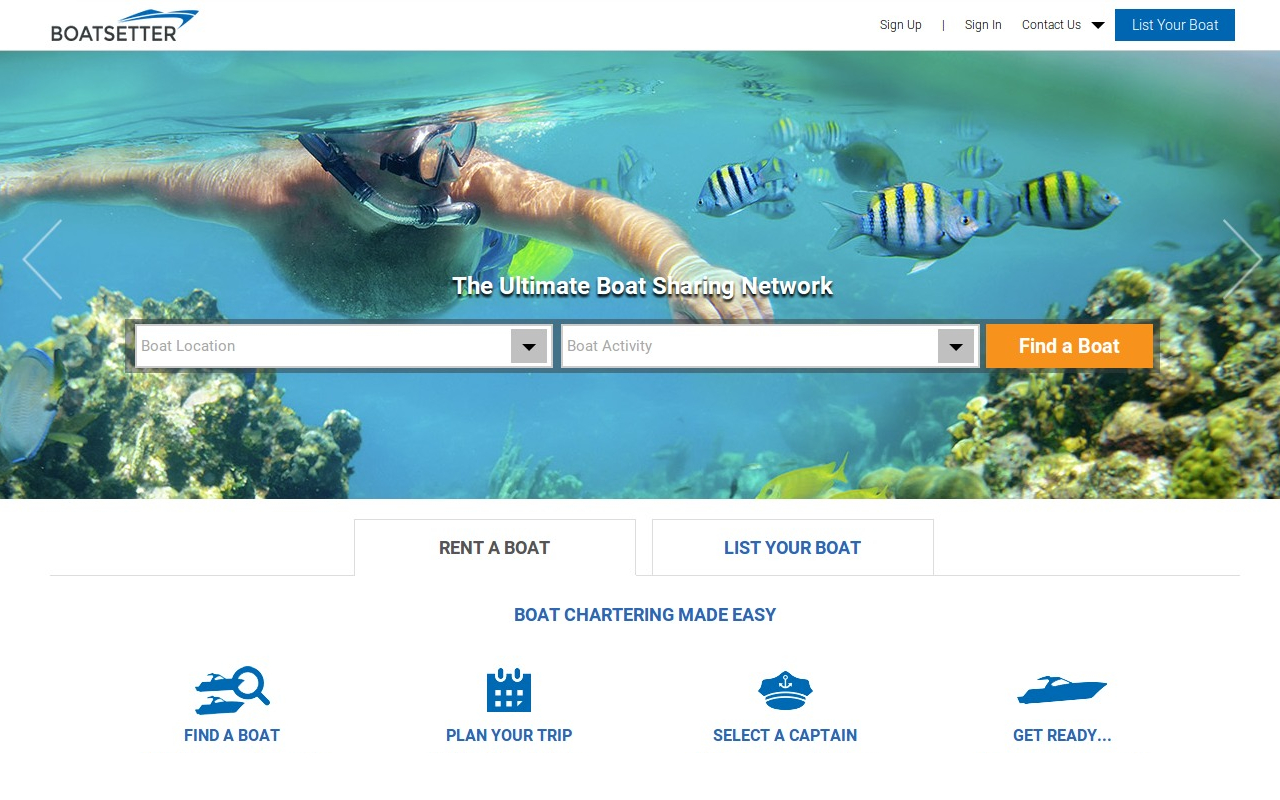 BOATSETTER
Sign Up | Sign In Contact Us List Your Boat
The Ultimate Boat Sharing Network
Boat Location Boat Activity Find a Boat
RENT A BOAT LIST YOUR BOAT
BOAT CHARTERING MADE EASY
FIND A BOAT PLAN YOUR TRIP SELECT A CAPTAIN GET READY...